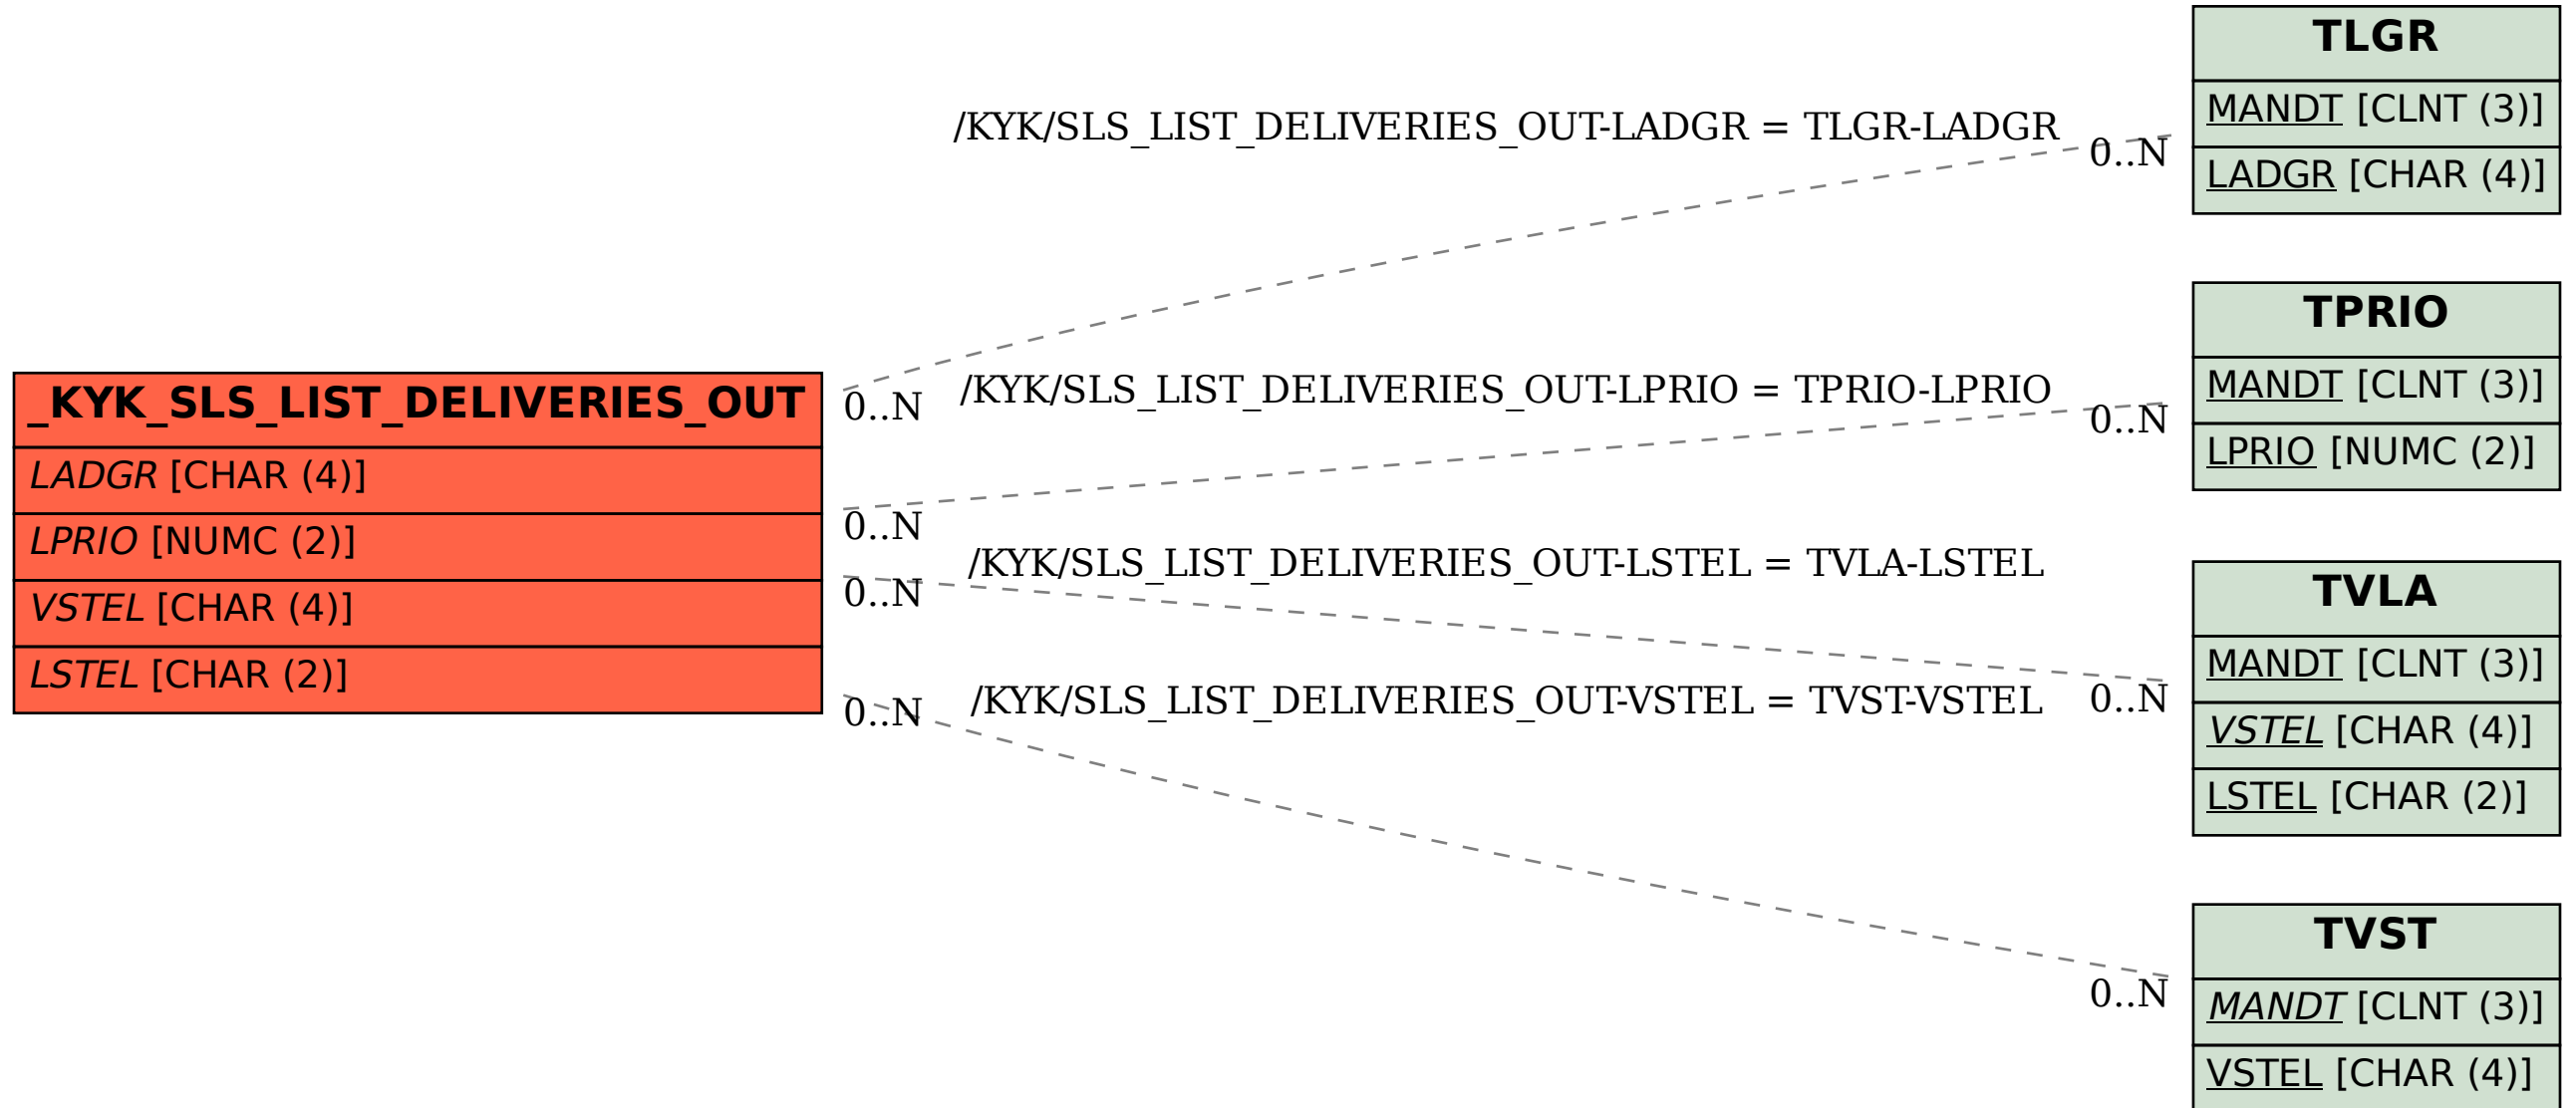 _KYK_SLS_LIST_DELIVERIES_OUT
LADGR [CHAR (4)]
LPRIO [NUMC (2)]
VSTEL [CHAR (4)]
LSTEL [CHAR (2)]
/KYK/SLS_LIST_DELIVERIES_OUT-LADGR = TLGR-LADGR
0..N
0..N
/KYK/SLS_LIST_DELIVERIES_OUT-LPRIO = TPRIO-LPRIO
0..N
0..N
/KYK/SLS_LIST_DELIVERIES_OUT-LSTEL = TVLA-LSTEL
0..N
0..N
/KYK/SLS_LIST_DELIVERIES_OUT-VSTEL = TVST-VSTEL
0..N
0..N
TLGR
MANDT [CLNT (3)]
LADGR [CHAR (4)]
TPRIO
MANDT [CLNT (3)]
LPRIO [NUMC (2)]
TVLA
MANDT [CLNT (3)]
VSTEL [CHAR (4)]
LSTEL [CHAR (2)]
TVST
MANDT [CLNT (3)]
VSTEL [CHAR (4)]